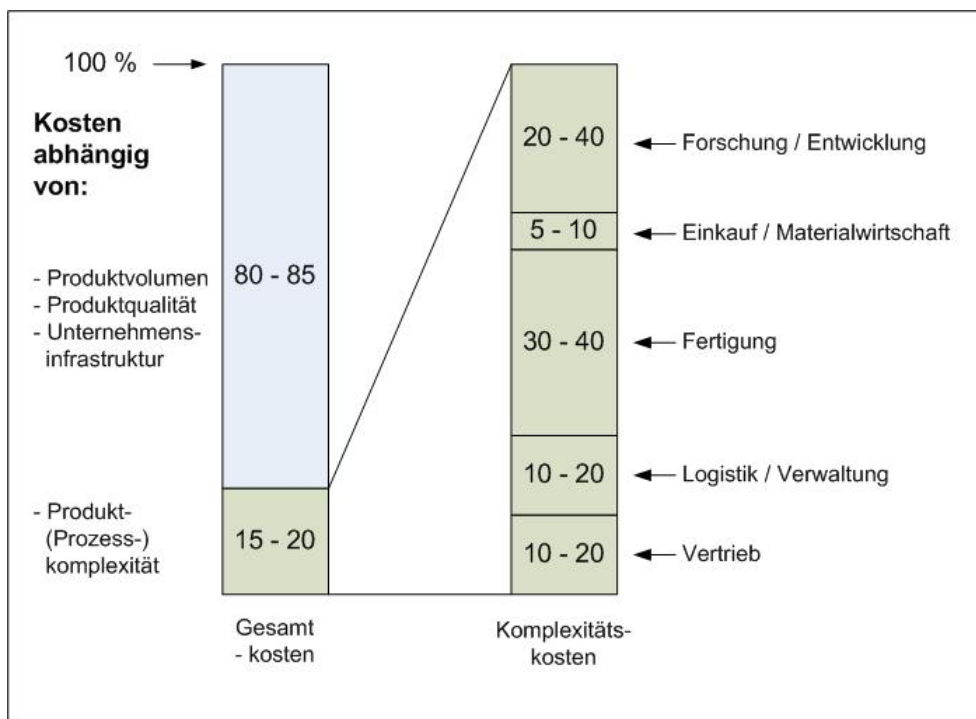 100 %
Kosten
abhängig
von:
- Produktvolumen
- Produktqualität
- Unternehmens-
infrastruktur
- Produkt-
(Prozess-)
komplexität
80 - 85
15 - 20
Gesamt
- kosten
20 - 40
5 - 10
30 - 40
10 - 20
10 - 20
Komplexitäts-
kosten
Forschung / Entwicklung
Einkauf / Materialwirtschaft
Fertigung
Logistik / Verwaltung
Vertrieb